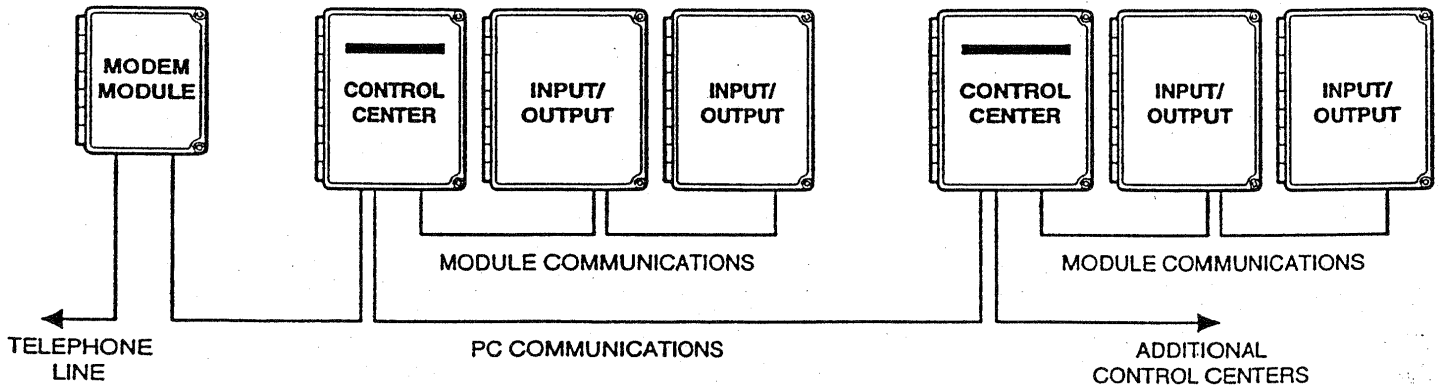 MODEM
MODULE
CONTROL
CENTER
INPUT/
OUTPUT
INPUT/
OUTPUT
CONTROL
CENTER
INPUT/
OUTPUT
INPUT/
OUTPUT
MODULE COMMUNICATIONS
MODULE COMMUNICATIONS
TELEPHONE
LINE
PC COMMUNICATIONS
ADDITIONAL
CONTROL CENTERS